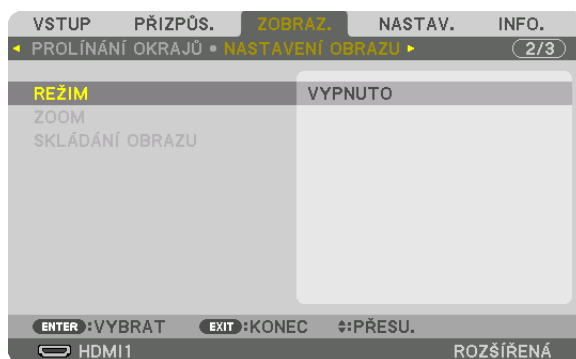 VSTUP PŘIZPŮS. ZOBRAZ. NASTAV. INFO.
PROLÍNÁNÍ OKRAJŮ • NASTAVENÍ OBRAZU 2/3
REŽIM VYPNUTO
ZOOM
SKLÁDÁNÍ OBRAZU
ENTER :VYBRAT EXIT :KONEC :PŘESU.
HDMI1 ROZŠÍŘENÁ